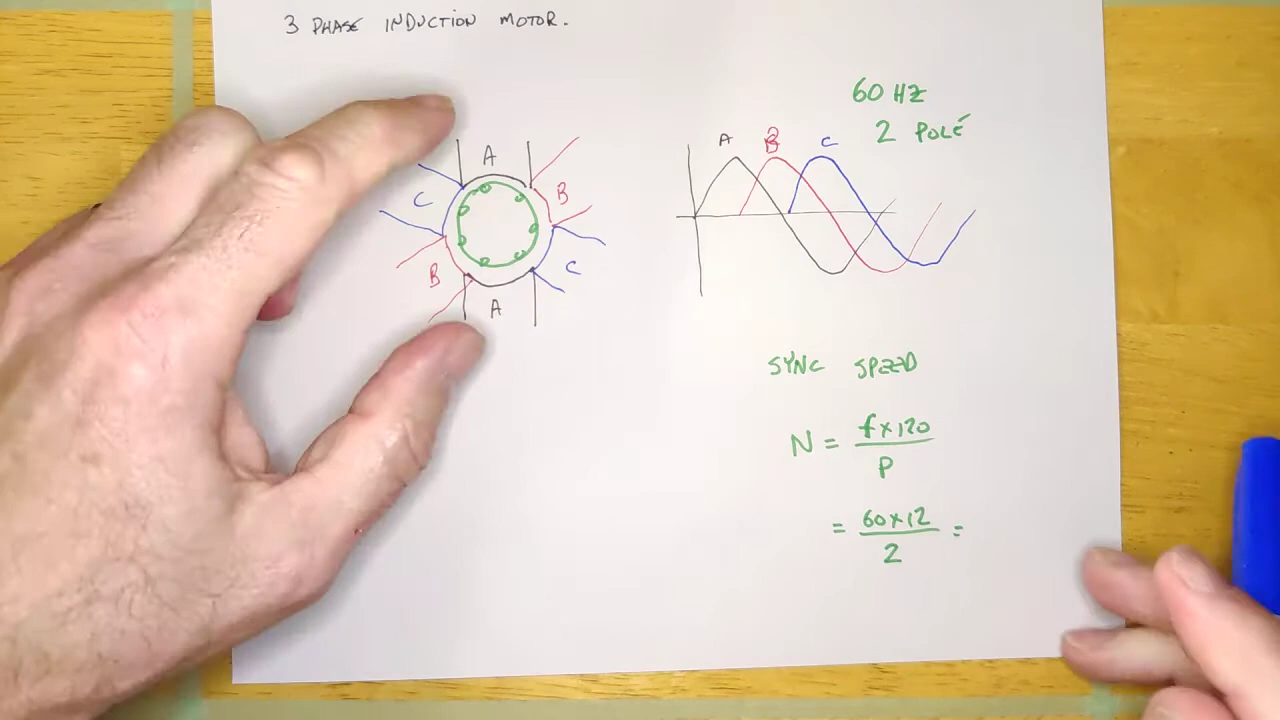 3 PHASE INDUCTION MOTOR.
60 HZ
2 POLE
A
B
C
A
B
C
C
B
A
SYNC SPEED
N = f×120
P
= 60×12 =
2